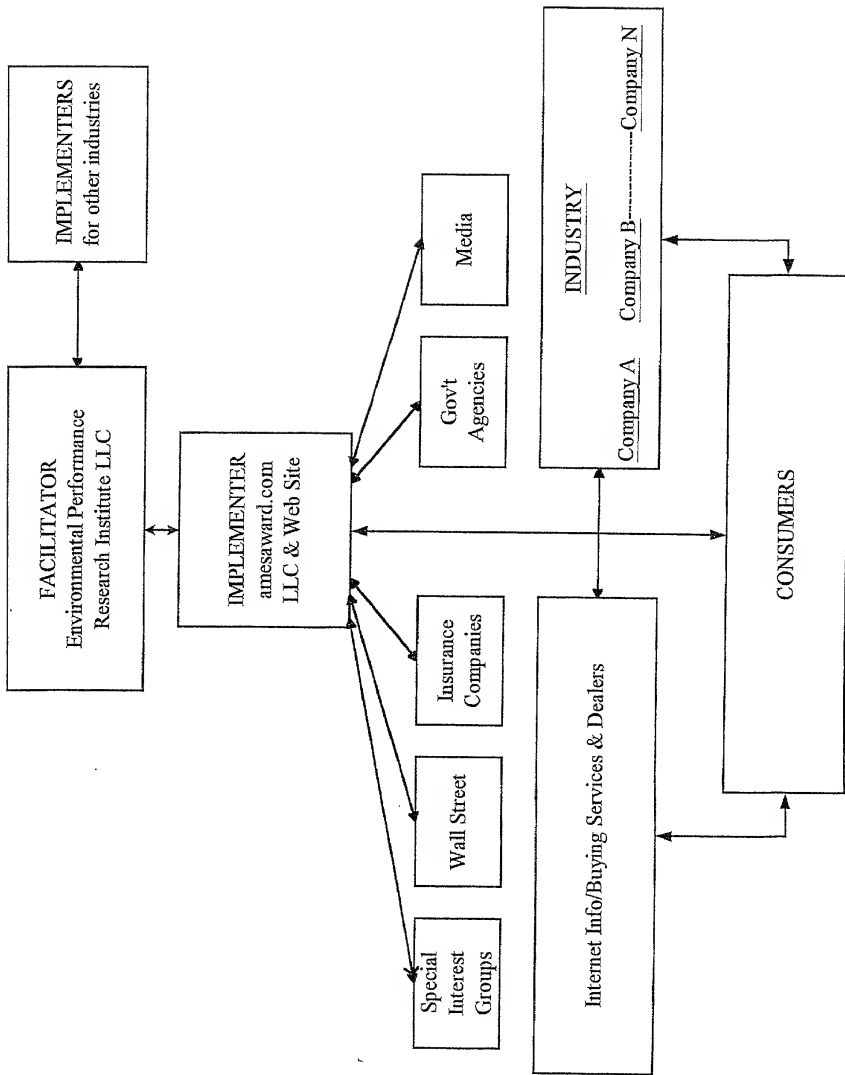 FACILITATOR
Environmental Performance
Research Institute LLC
IMPLEMENTERS
for other industries
IMPLEMENTER
amesaward.com
LLC & Web Site
Special
Interest
Groups
Wall Street
Insurance
Companies
Gov't
Agencies
Media
Internet Info/Buying Services & Dealers
INDUSTRY
Company A Company B------------Company N
CONSUMERS